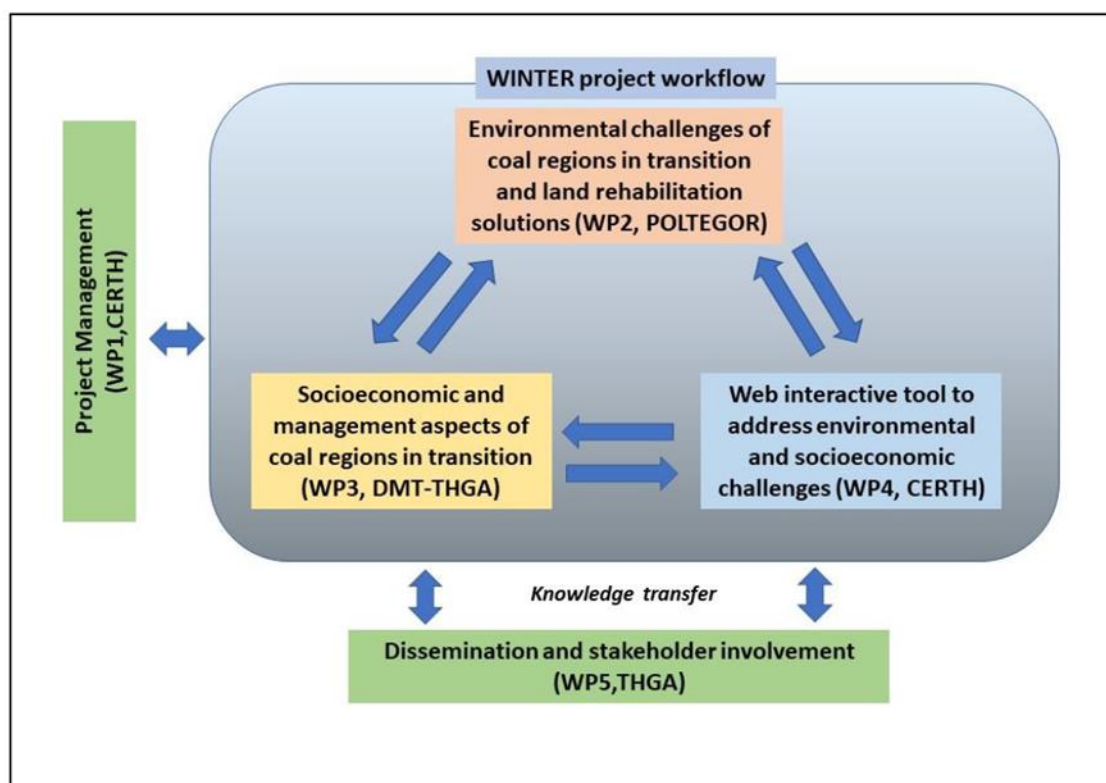 WINTER project workflow
Environmental challenges of
coal regions in transition
and land rehabilitation
solutions (WP2, POLTEGOR)
Project Management
(WP1,CERTH)
Socioeconomic and
management aspects of
coal regions in transition
(WP3, DMT-THGA)
Web interactive tool to
address environmental
and socioeconomic
challenges (WP4, CERTH)
Knowledge transfer
Dissemination and stakeholder involvement
(WP5,THGA)